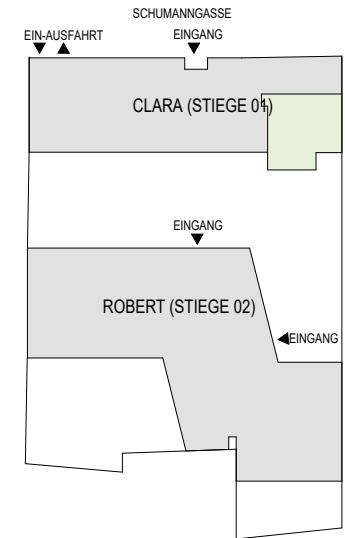 SCHUMANNGASSE
EIN-AUSFAHRT
EINGANG
CLARA (STIEGE 01)
EINGANG
ROBERT (STIEGE 02)
EINGANG